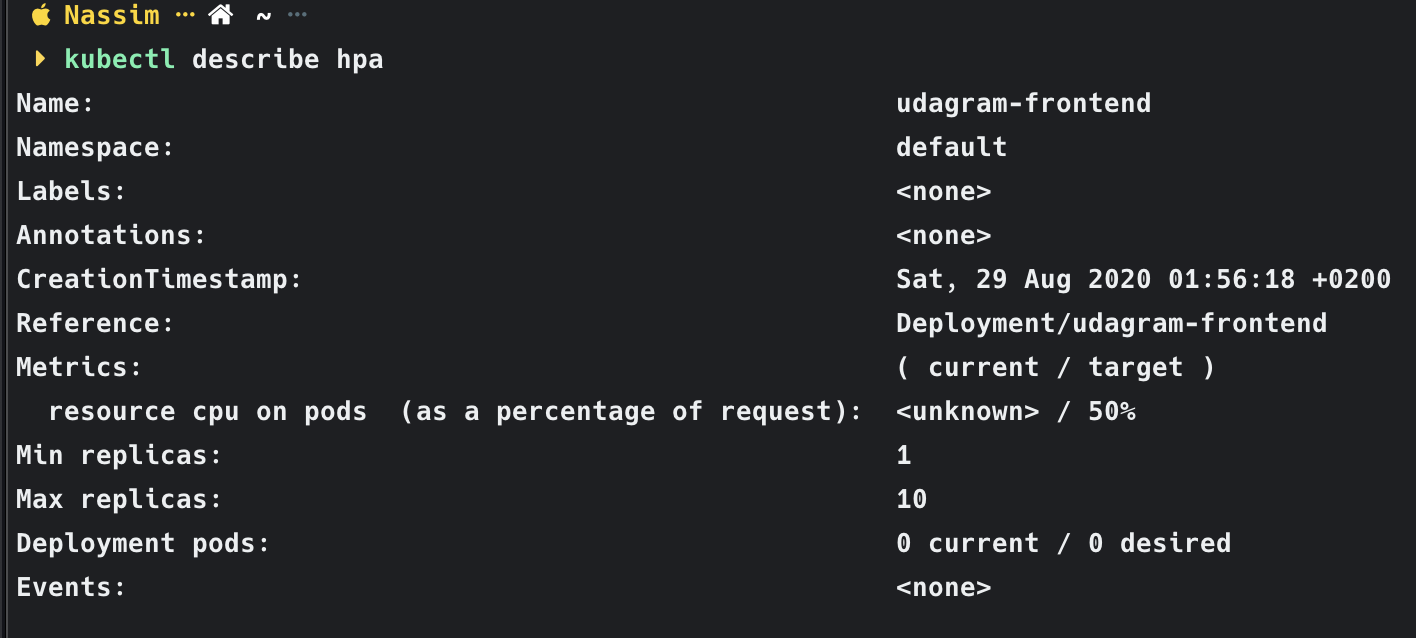 Nassim ··· ~ ···
kubectl describe hpa
Name: udagram-frontend
Namespace: default
Labels: <none>
Annotations: <none>
CreationTimestamp: Sat, 29 Aug 2020 01:56:18 +0200
Reference: Deployment/udagram-frontend
Metrics: ( current / target )
  resource cpu on pods  (as a percentage of request):  <unknown> / 50%
Min replicas: 1
Max replicas: 10
Deployment pods: 0 current / 0 desired
Events: <none>